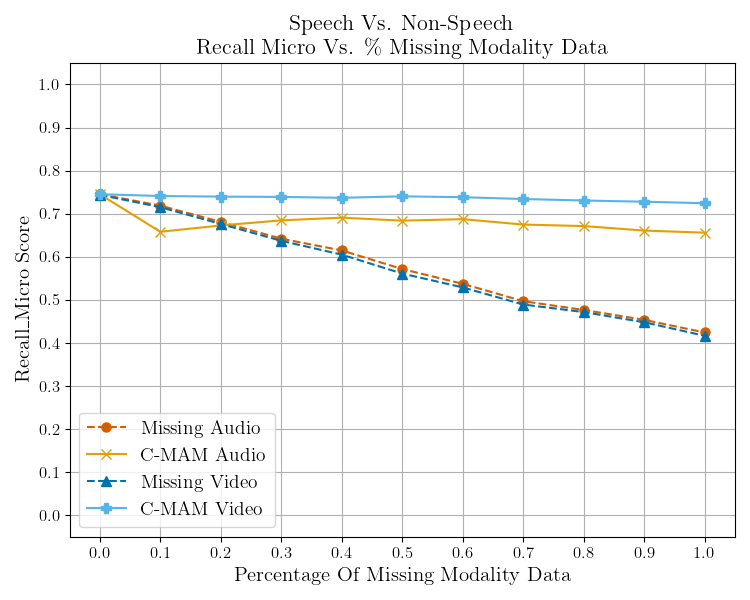 Speech Vs. Non-Speech
Recall Micro Vs. % Missing Modality Data
Recall_Micro Score
1.0
0.9
0.8
0.7
0.6
0.5
0.4
0.3
0.2
0.1
0.0
Missing Audio
C-MAM Audio
Missing Video
C-MAM Video
0.0 0.1 0.2 0.3 0.4 0.5 0.6 0.7 0.8 0.9 1.0
Percentage Of Missing Modality Data